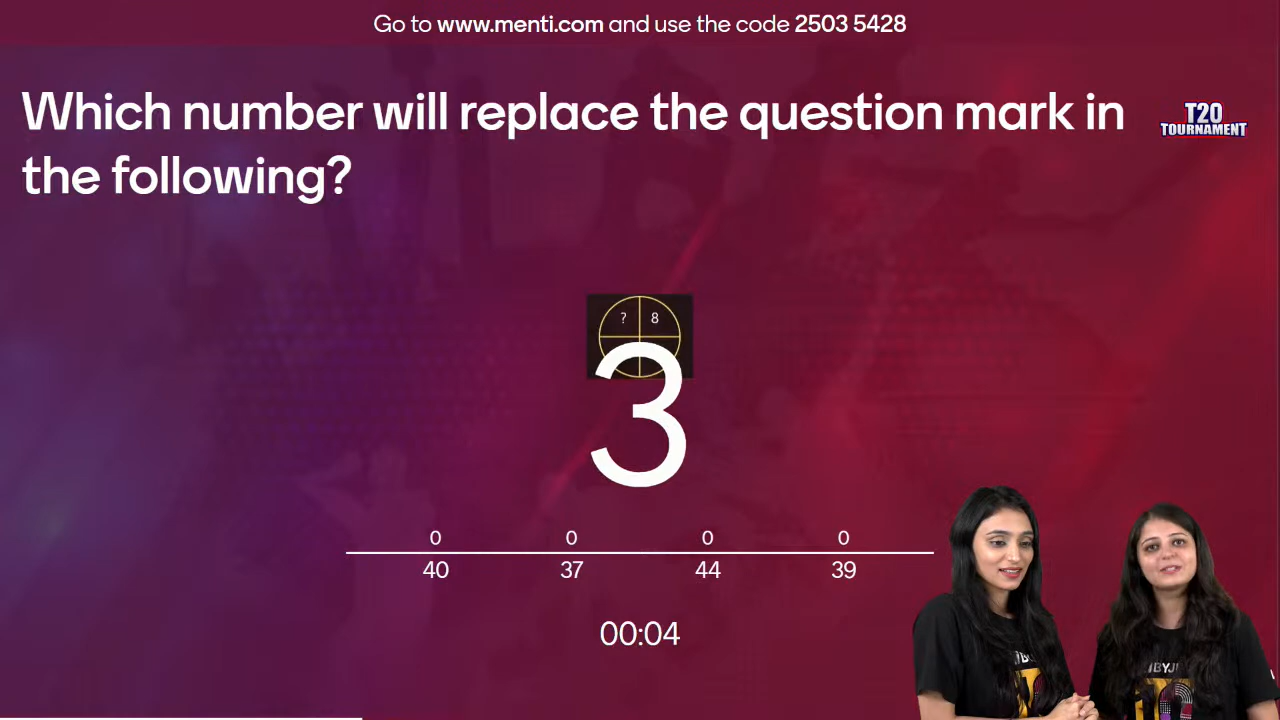 Go to www.menti.com and use the code 2503 5428
Which number will replace the question mark in
the following?
T20
TOURNAMENT
? 8
3
0 0 0 0
40 37 44 39
00:04